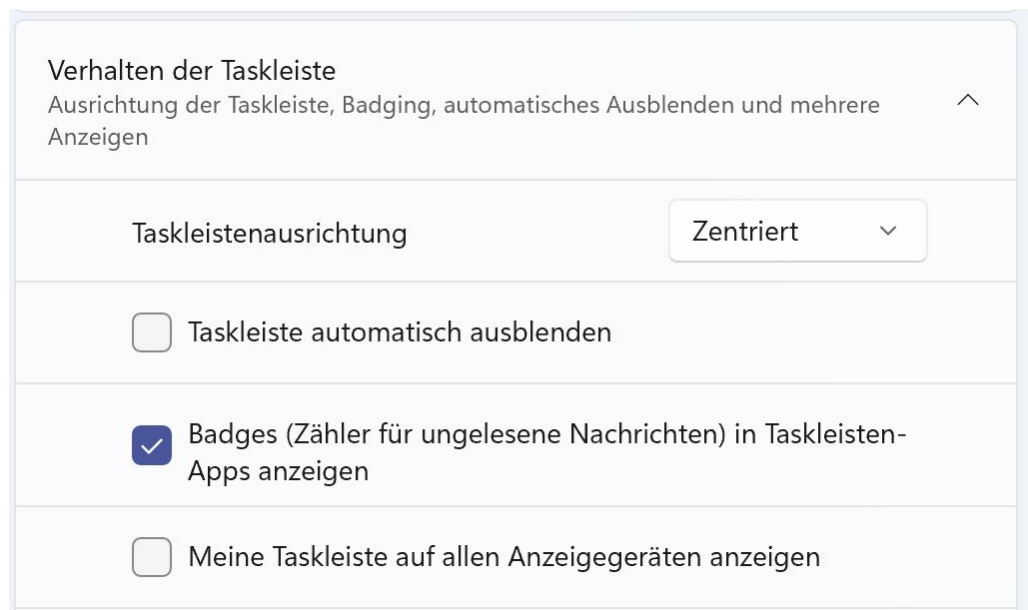 Verhalten der Taskleiste
Ausrichtung der Taskleiste, Badging, automatisches Ausblenden und mehrere
Anzeigen
Taskleistenausrichtung
Zentriert
Taskleiste automatisch ausblenden
Badges (Zähler für ungelesene Nachrichten) in Taskleisten-
Apps anzeigen
Meine Taskleiste auf allen Anzeigegeräten anzeigen